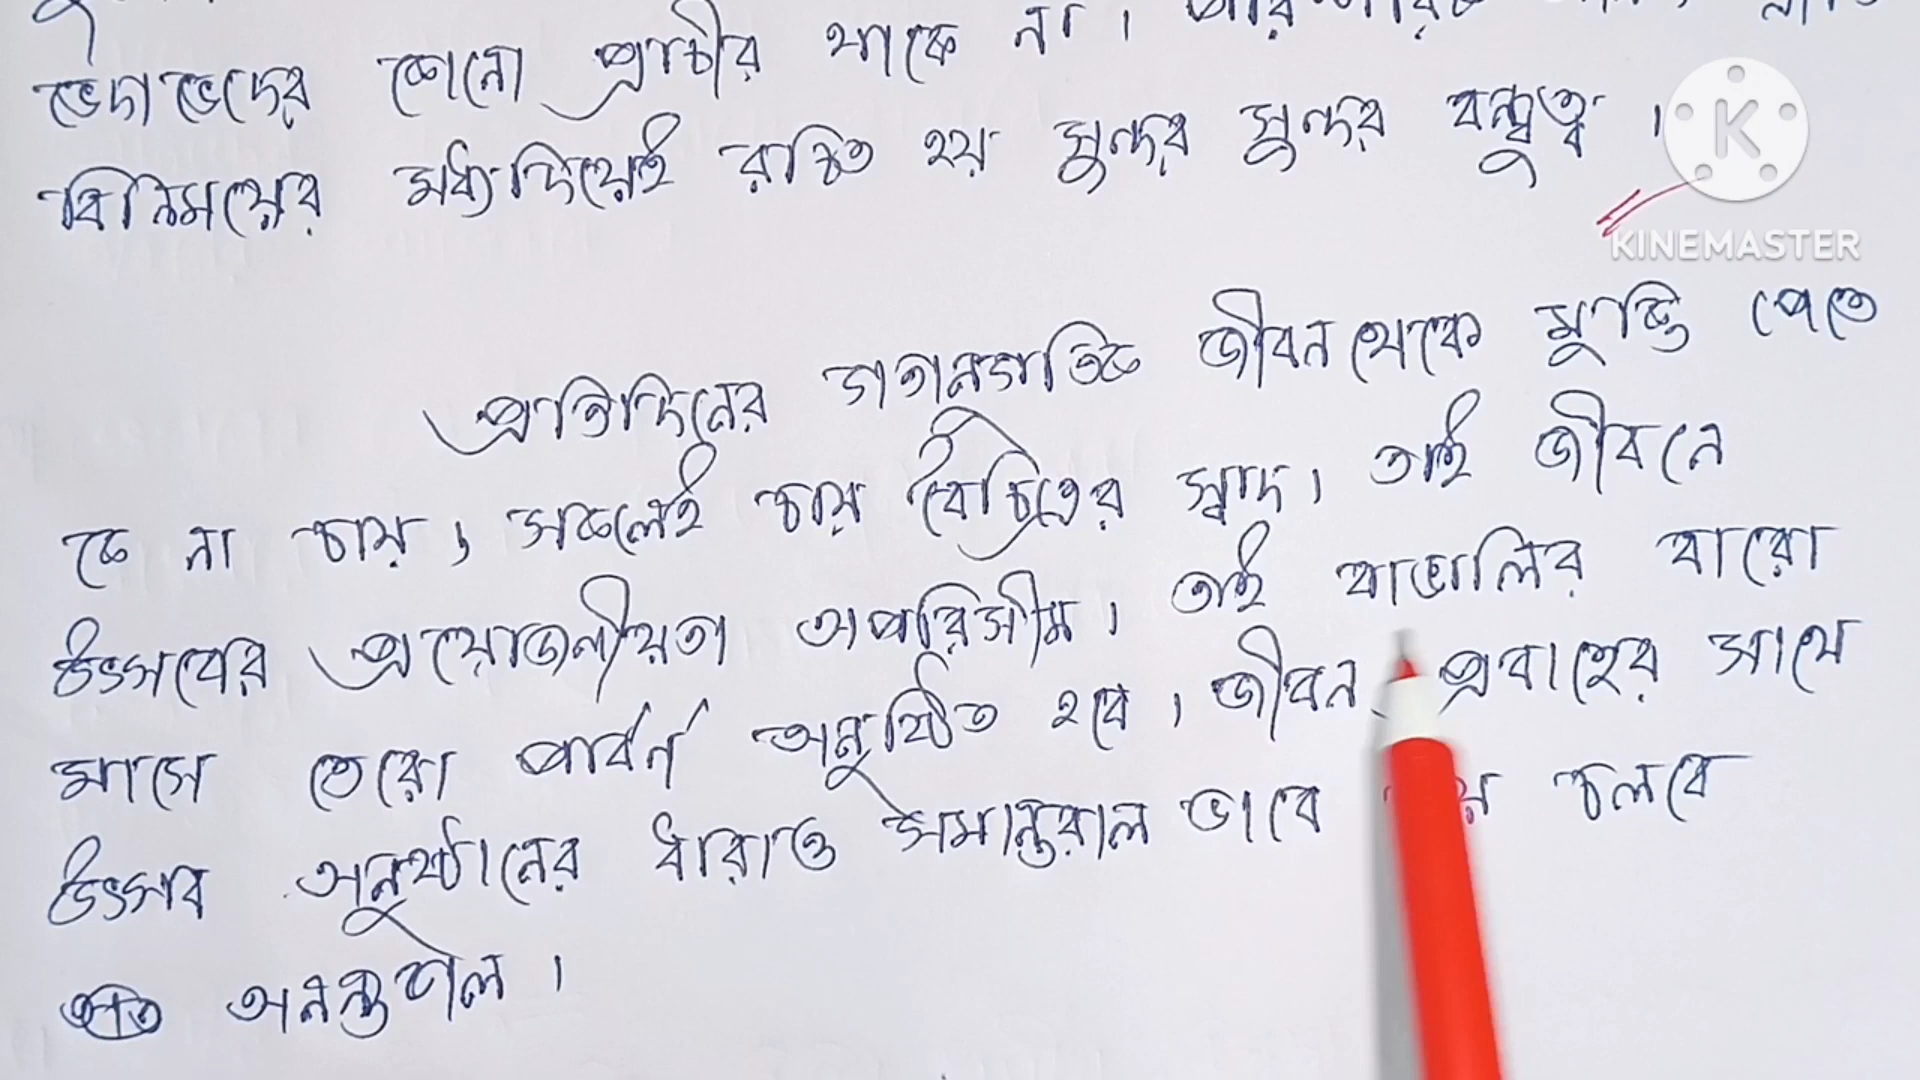 ভেদাভেদের কোনো প্রাচীর থাকে না।
বিনিময়ের মধ্যদিয়েই রচিত হয় সুন্দর সুন্দর বন্ধুত্ব।
KINEMASTER
প্রতিদিনের গতানুগতিক জীবন থেকে মুক্তি পেতে
কে না চায়, সকলেই চায় বৈচিত্রের স্বাদ। তাই জীবনে
উৎসবের প্রয়োজনীয়তা অপরিসীম। তাই বাঙালির বারো
মাসে তেরো পার্বণ অনুষ্ঠিত হবে। জীবন প্রবাহের সাথে
উৎসব অনুষ্ঠানের ধারাও সমান্তরাল ভাবে চলবে
অনন্তকাল।